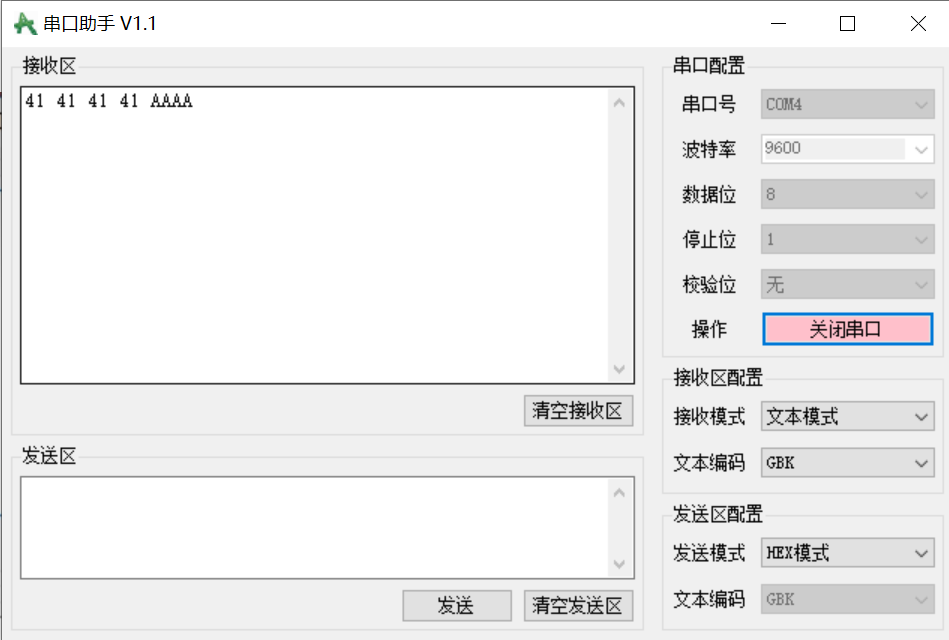 串口助手 V1.1
接收区
41 41 41 41 AAAA
清空接收区
发送区
发送
清空发送区
串口配置
串口号 COM4
波特率 9600
数据位 8
停止位 1
校验位 无
操作 关闭串口
接收区配置
接收模式 文本模式
文本编码 GBK
发送区配置
发送模式 HEX模式
文本编码 GBK